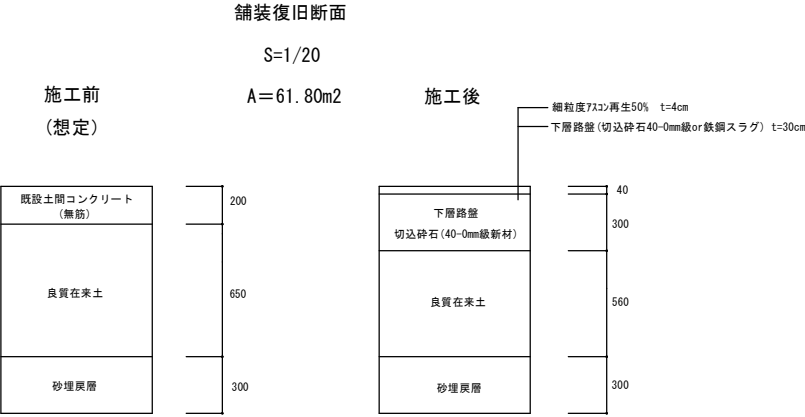 舗装復旧断面
S=1/20
A＝61.80m2
施工前
(想定)
施工後
細粒度ｱｽｺﾝ再生50% t=4cm
下層路盤(切込砕石40-0mm級or鉄鋼スラグ) t=30cm
既設土間コンクリート
(無筋)
良質在来土
砂埋戻層
200
650
300
下層路盤
切込砕石(40-0mm級新材)
良質在来土
砂埋戻層
40
300
560
300